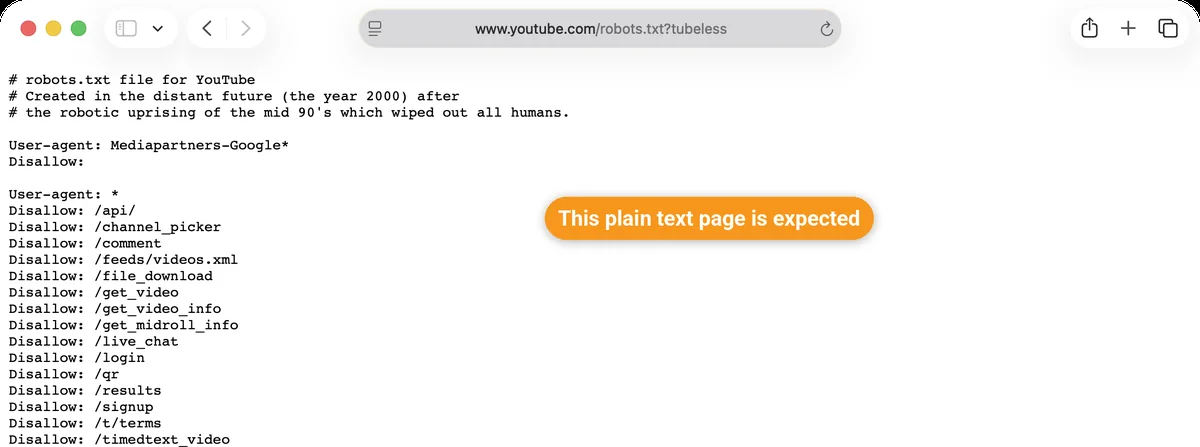 www.youtube.com/robots.txt?tubeless
# robots.txt file for YouTube
# Created in the distant future (the year 2000) after
# the robotic uprising of the mid 90's which wiped out all humans.
User-agent: Mediapartners-Google*
Disallow:
User-agent: *
Disallow: /api/
Disallow: /channel_picker
Disallow: /comment
Disallow: /feeds/videos.xml
Disallow: /file_download
Disallow: /get_video
Disallow: /get_video_info
Disallow: /get_midroll_info
Disallow: /live_chat
Disallow: /login
Disallow: /qr
Disallow: /results
Disallow: /signup
Disallow: /t/terms
Disallow: /timedtext_video
This plain text page is expected